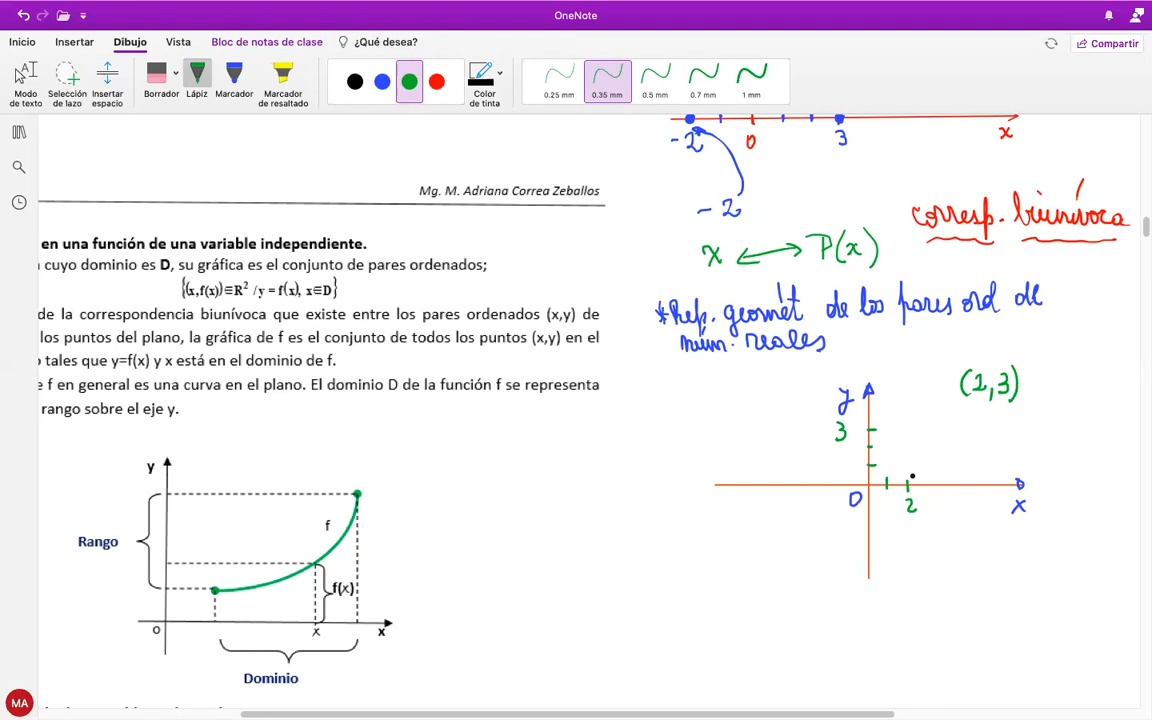 OneNote
Inicio Insertar Dibujo Vista Bloc de notas de clase ¿Qué desea? Compartir
Modo de texto
Selección de lazo
Insertar espacio
Borrador
Lápiz
Marcador
Marcador de resaltado
Color de tinta
0.25 mm
0.35 mm
0.5 mm
0.7 mm
1 mm
Mg. M. Adriana Correa Zeballos
en una función de una variable independiente.
cuyo dominio es D, su gráfica es el conjunto de pares ordenados;
{(x,f(x))∈R² /y = f(x), x∈D}
de la correspondencia biunívoca que existe entre los pares ordenados (x,y) de
los puntos del plano, la gráfica de f es el conjunto de todos los puntos (x,y) en el
o tales que y=f(x) y x está en el dominio de f.
e f en general es una curva en el plano. El dominio D de la función f se representa
rango sobre el eje y.
y
Rango
f
f(x)
o
x
x
Dominio
-2 0 3 x
-2
corresp. biunívoca
x ⟷ P(x)
*Rep. geomét de los pares ord de
núm. reales
(2,3)
y
3
0
2
x
MA